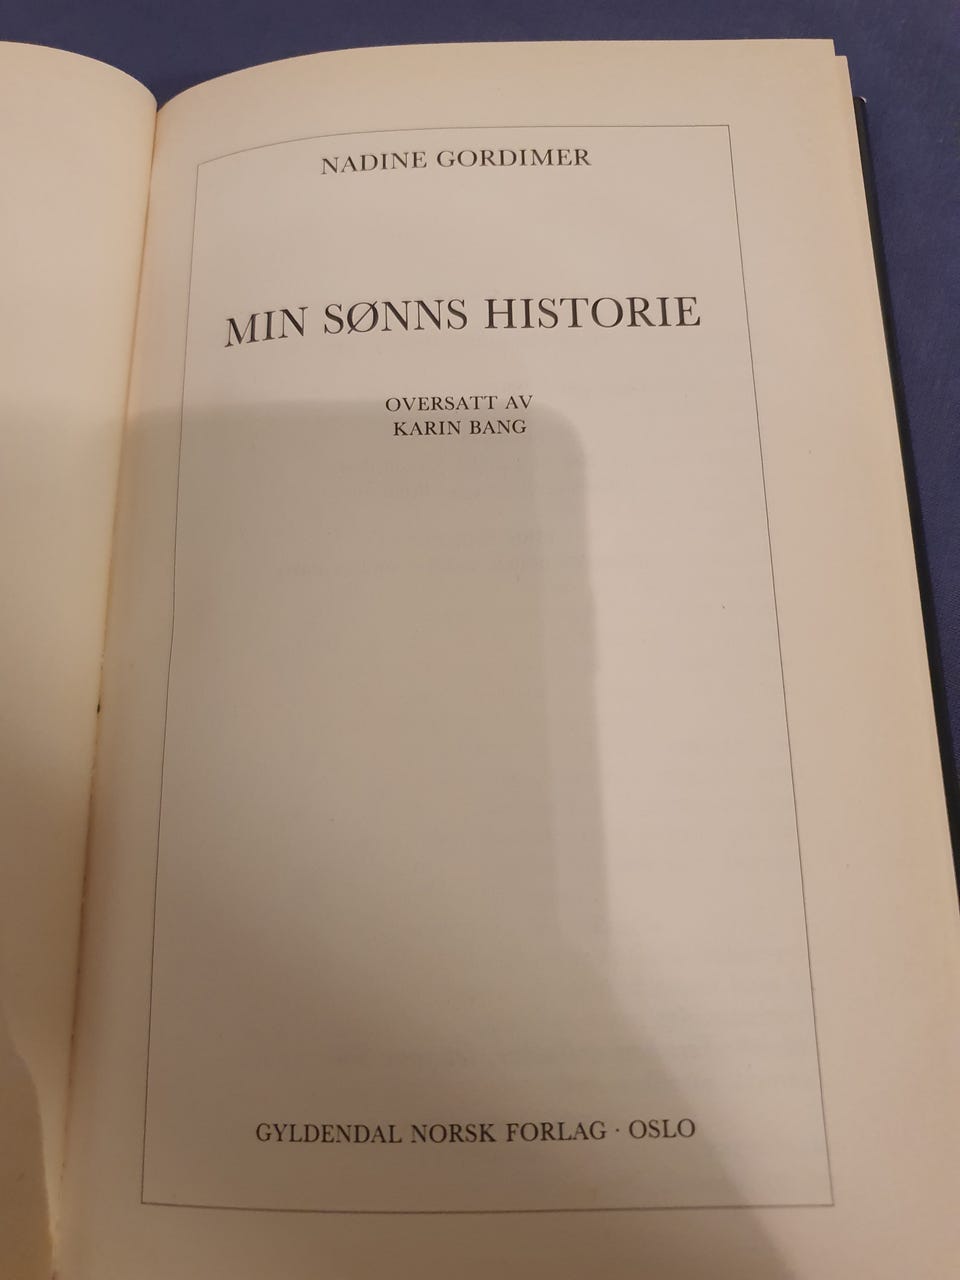 NADINE GORDIMER
MIN SØNNS HISTORIE
OVERSATT AV
KARIN BANG
GYLDENDAL NORSK FORLAG · OSLO